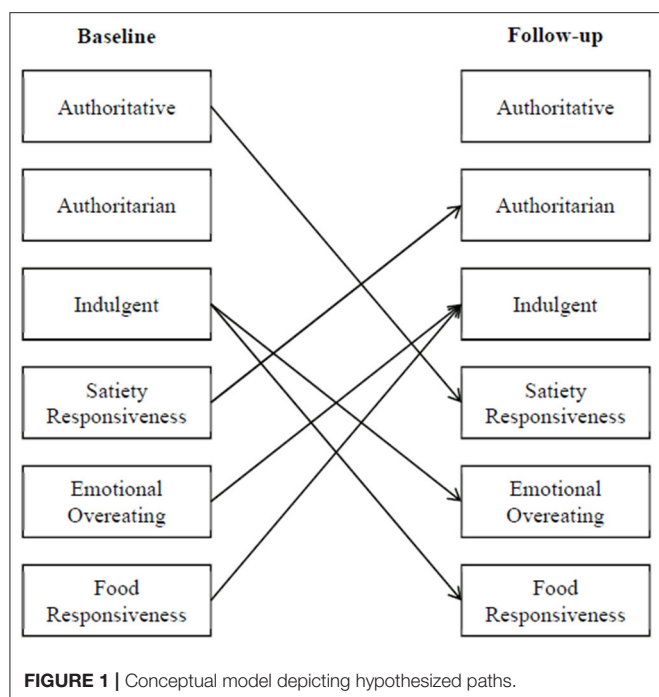 Baseline
Follow-up
Authoritative
Authoritative
Authoritarian
Authoritarian
Indulgent
Indulgent
Satiety
Responsiveness
Satiety
Responsiveness
Emotional
Overeating
Emotional
Overeating
Food
Responsiveness
Food
Responsiveness
FIGURE 1 | Conceptual model depicting hypothesized paths.